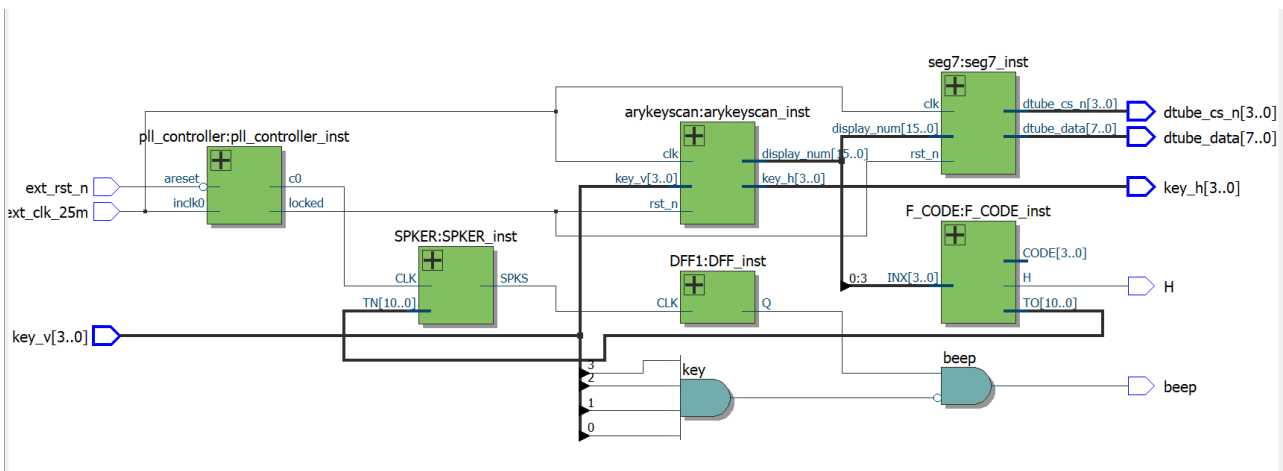 seg7:seg7_inst
clk
dtube_cs_n[3..0]
dtube_cs_n[3..0]
arykeyscan:arykeyscan_inst
display_num[15..0]
dtube_data[7..0]
dtube_data[7..0]
pll_controller:pll_controller_inst
clk
display_num[15..0]
rst_n
ext_rst_n
areset
c0
key_v[3..0]
key_h[3..0]
key_h[3..0]
ext_clk_25m
inclk0
locked
rst_n
F_CODE:F_CODE_inst
SPKER:SPKER_inst
CODE[3..0]
DFF1:DFF_inst
CLK
SPKS
0:3
INX[3..0]
H
H
TN[10..0]
CLK
Q
TO[10..0]
key_v[3..0]
beep
3
key
2
beep
1
0